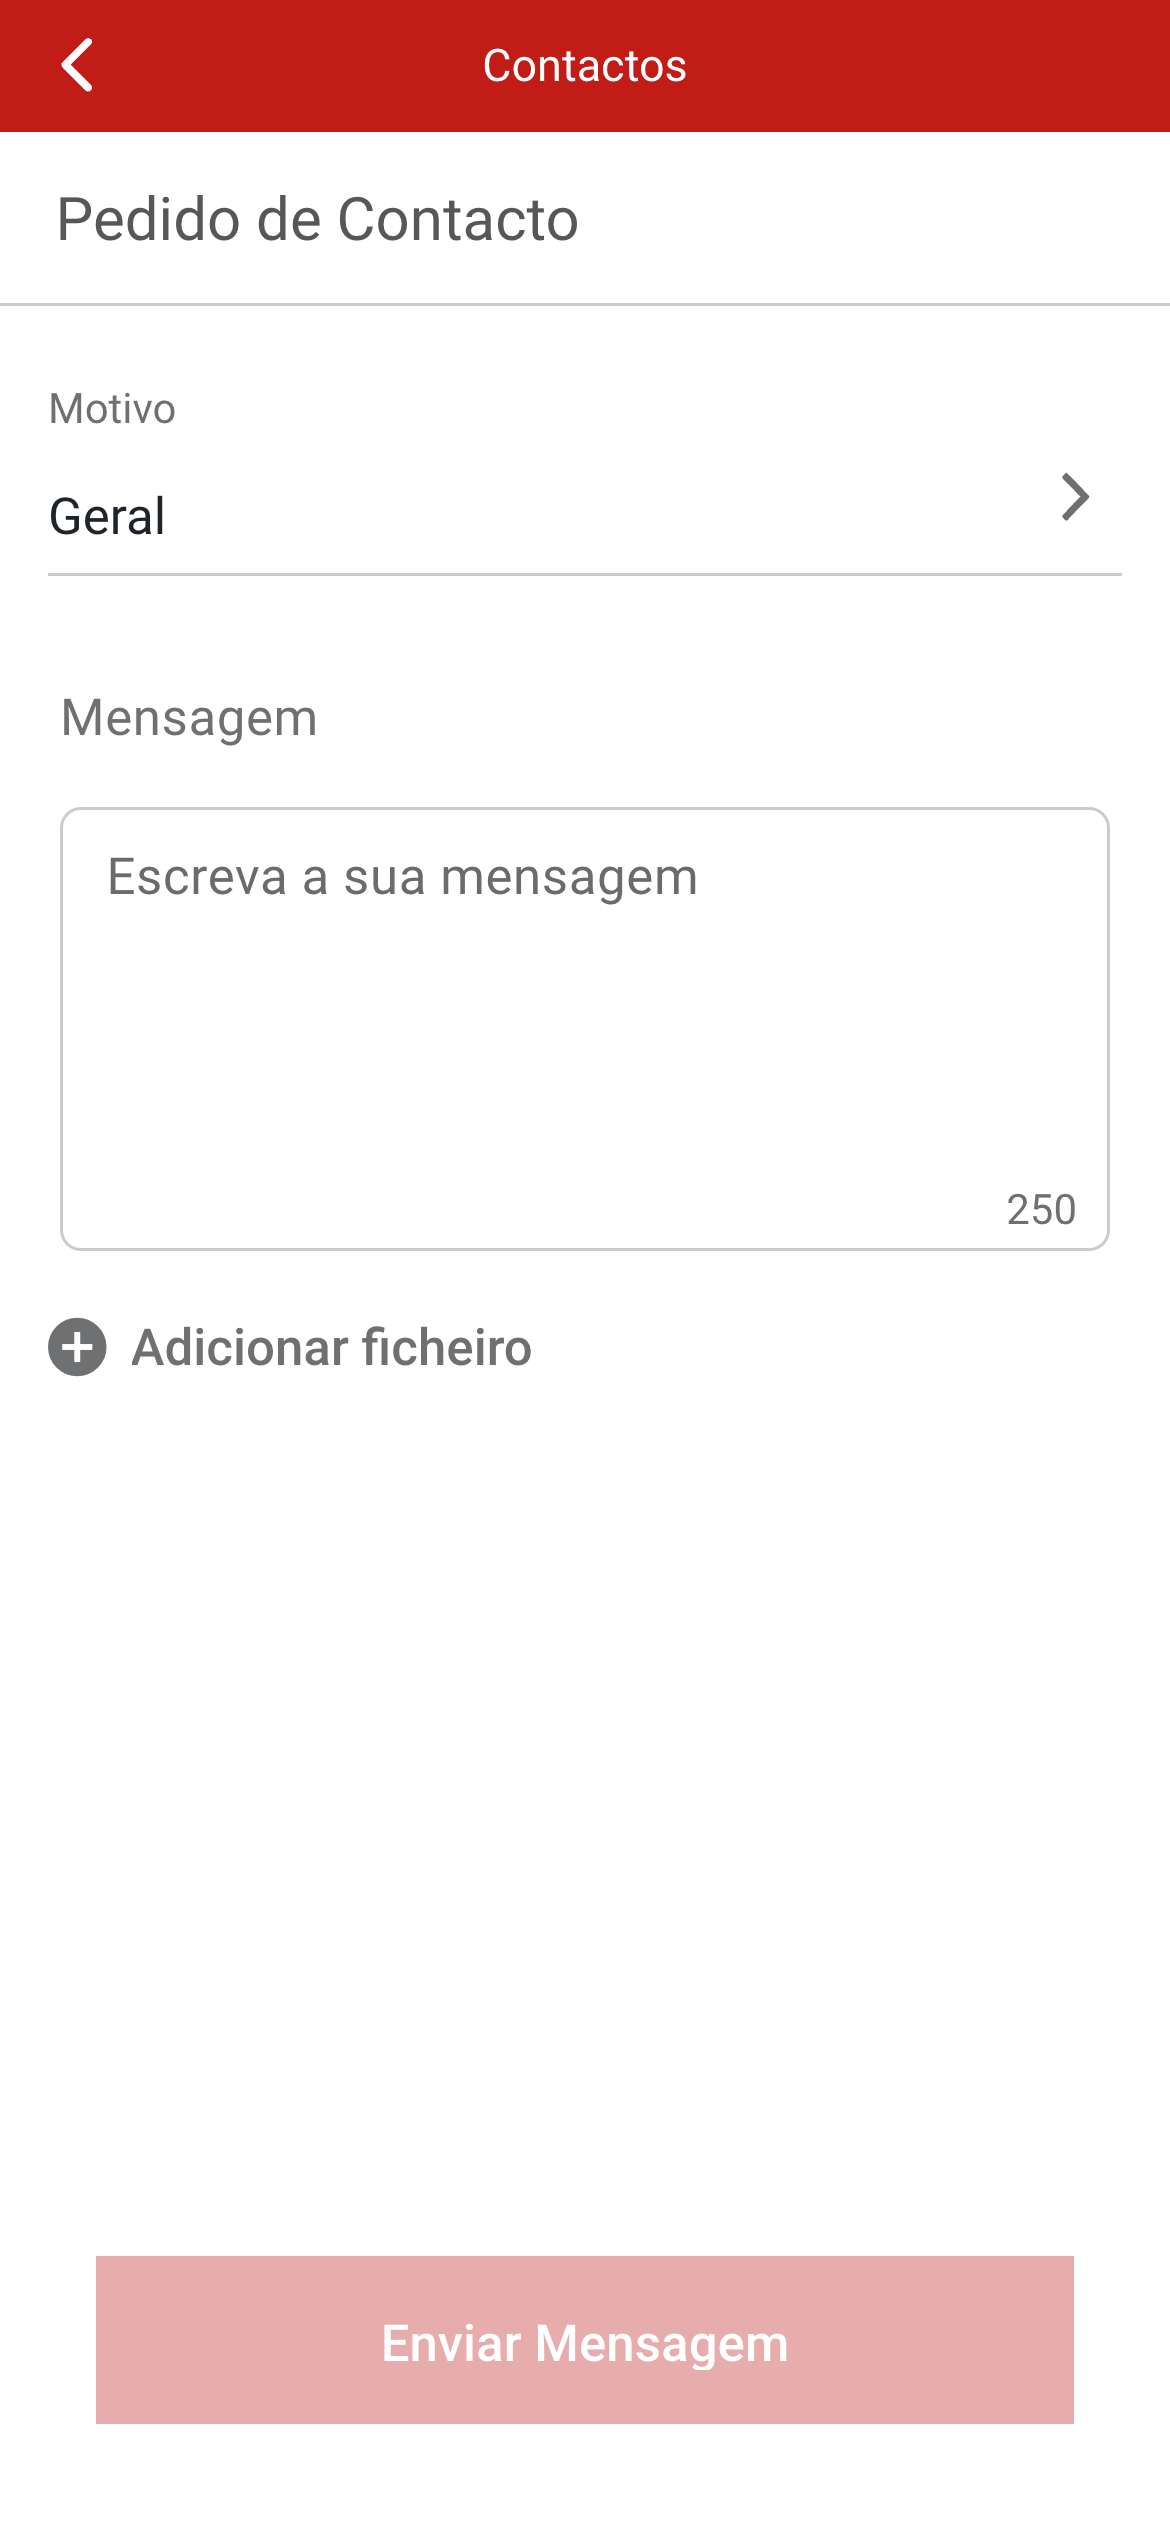 Contactos
Pedido de Contacto
Motivo
Geral
Mensagem
Escreva a sua mensagem
250
Adicionar ficheiro
Enviar Mensagem